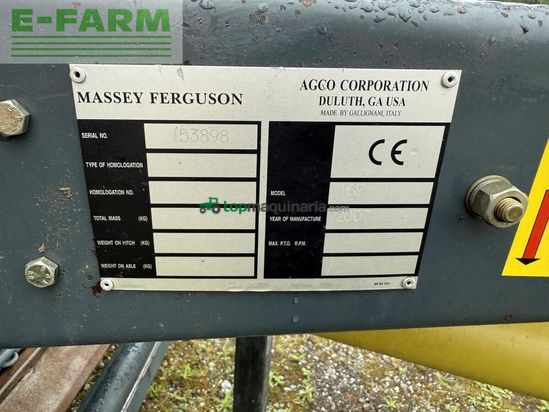 E-FARM
MASSEY FERGUSON
SERIAL NO.
153898
TYPE OF HOMOLOGATION
HOMOLOGATION NO.
TOTAL MASS (KG)
WEIGHT ON HITCH (KG)
WEIGHT ON AXLE (KG)
AGCO CORPORATION
DULUTH, GA USA
MADE BY GALLIGNANI, ITALY
CE
MODEL
YEAR OF MANUFACTURE
MAX. P.T.O. R.P.M.
topmaquinaria.com